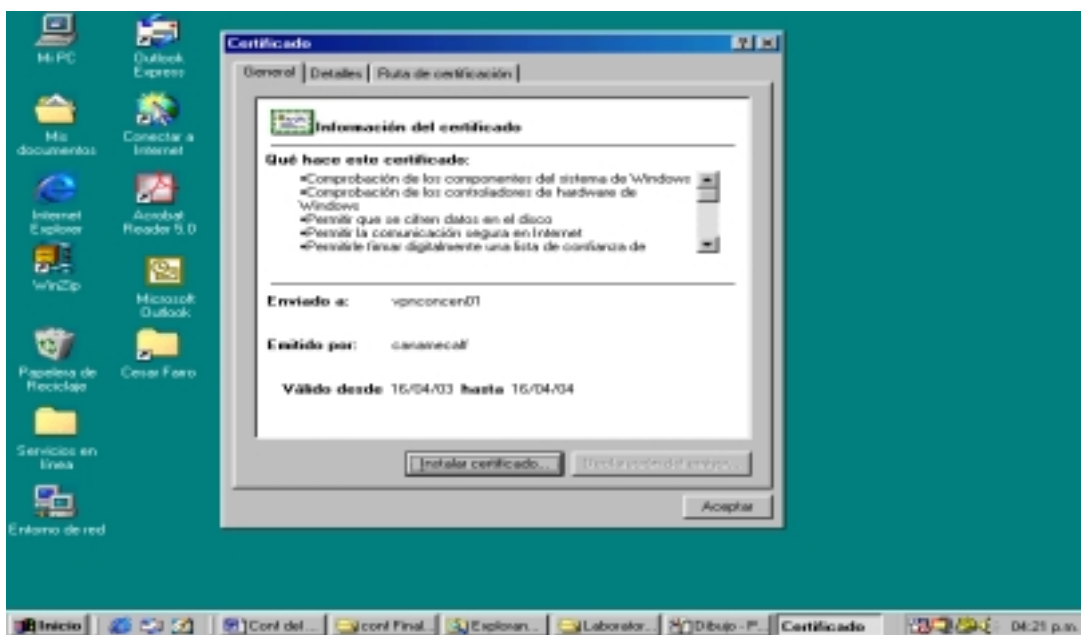 Mi PC
Outlook
Express
Mis
documentos
Conectar a
Internet
Internet
Explorer
Acrobat
Reader 5.0
WinZip
Microsoft
Outlook
Papelera de
Reciclaje
Cesar Farro
Servicios en
línea
Entorno de red
Certificado
General
Detalles
Ruta de certificación
Información del certificado
Qué hace este certificado:
•Comprobación de los componentes del sistema de Windows
•Comprobación de los controladores de hardware de
Windows
•Permitir que se cifren datos en el disco
•Permitir la comunicación segura en Internet
•Permitirle firmar digitalmente una lista de confianza de
Enviado a: vpnconcen01
Emitido por: canamecalf
Válido desde 16/04/03 hasta 16/04/04
Instalar certificado...
Aceptar
Inicio
Conf del ...
conf Final...
Exploran...
Laborator...
Dibujo - P...
Certificado
04:21 p.m.